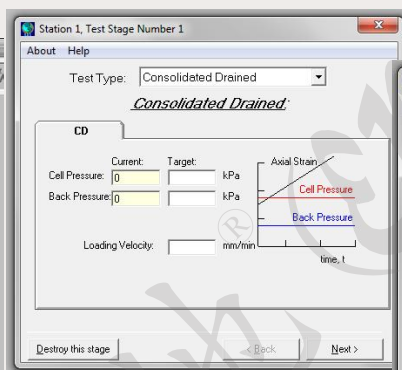 Station 1, Test Stage Number 1
About Help
Test Type: Consolidated Drained
Consolidated Drained
CD
Current: Target:
Cell Pressure: 0 kPa
Back Pressure: 0 kPa
Loading Velocity: mm/min
Axial Strain
Cell Pressure
Back Pressure
time, t
Destroy this stage < Back Next >
®